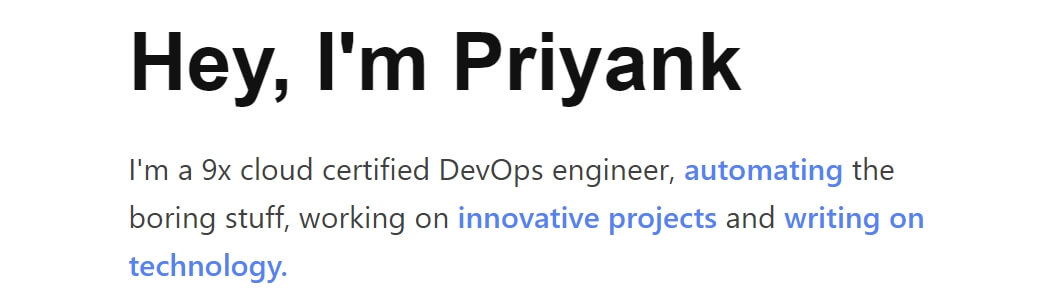 Hey, I'm Priyank
I'm a 9x cloud certified DevOps engineer, automating the
boring stuff, working on innovative projects and writing on
technology.